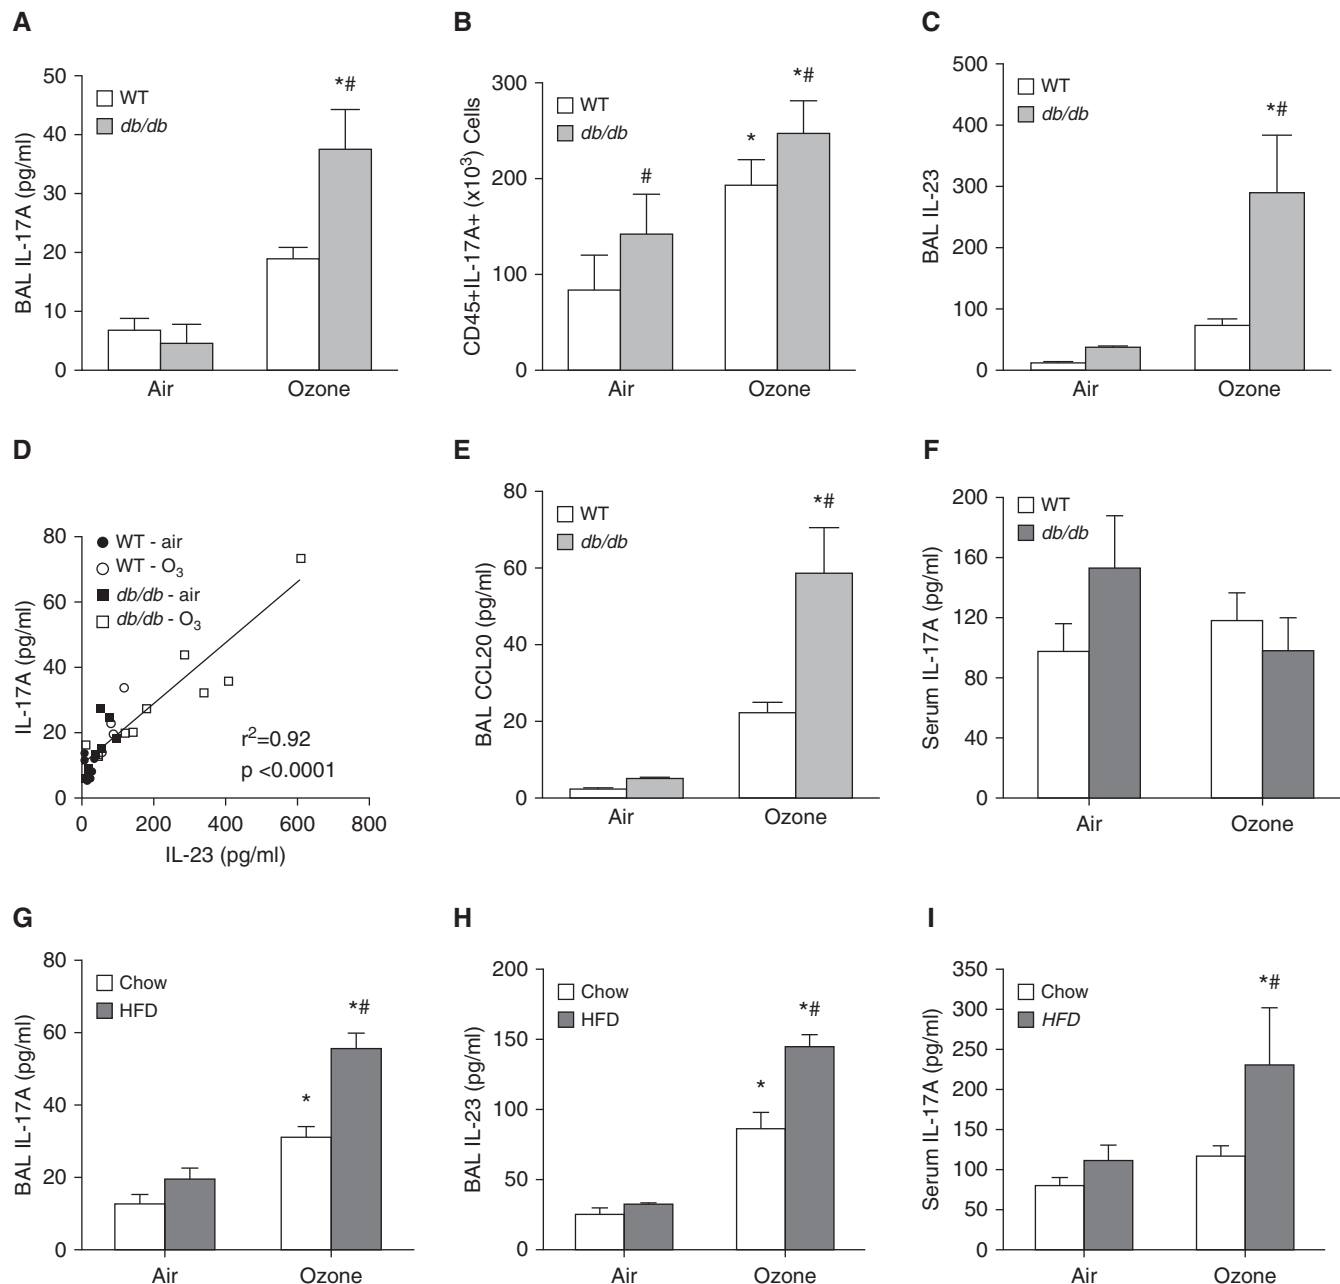 A
BAL IL-17A (pg/ml)
50
40
30
20
10
0
WT
db/db
*#
Air
Ozone
B
CD45+IL-17A+ (x10³) Cells
300
200
100
0
WT
db/db
#
*
*#
Air
Ozone
C
BAL IL-23
500
400
300
200
100
0
WT
db/db
*#
Air
Ozone
D
IL-17A (pg/ml)
80
60
40
20
0
WT - air
WT - O₃
db/db - air
db/db - O₃
r²=0.92
p <0.0001
0 200 400 600 800
IL-23 (pg/ml)
E
BAL CCL20 (pg/ml)
80
60
40
20
0
WT
db/db
*#
Air
Ozone
F
Serum IL-17A (pg/ml)
200
160
120
80
40
0
WT
db/db
Air
Ozone
G
BAL IL-17A (pg/ml)
80
60
40
20
0
Chow
HFD
*
*#
Air
Ozone
H
BAL IL-23 (pg/ml)
200
150
100
50
0
Chow
HFD
*
*#
Air
Ozone
I
Serum IL-17A (pg/ml)
350
300
250
200
150
100
50
0
Chow
HFD
*#
Air
Ozone